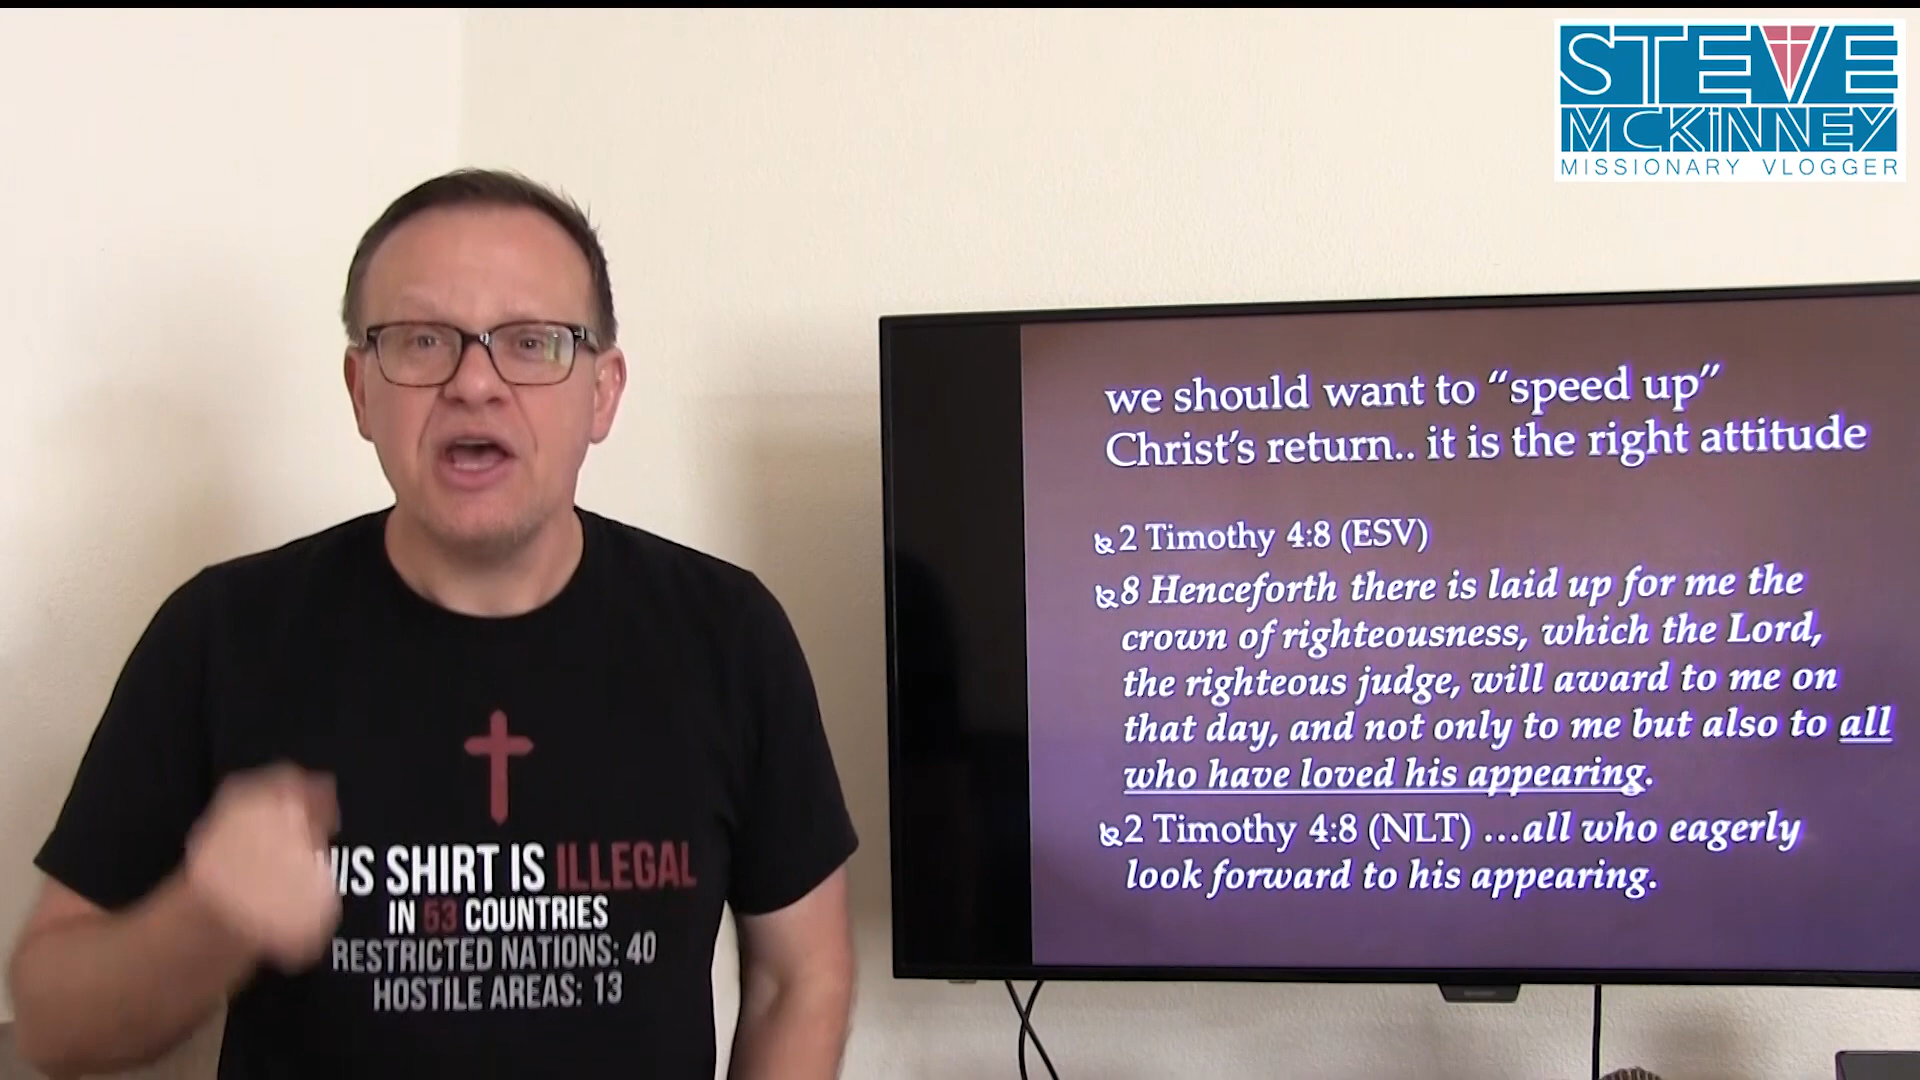 STEVE
MCKINNEY
MISSIONARY VLOGGER
we should want to “speed up”
Christ’s return.. it is the right attitude
2 Timothy 4:8 (ESV)
8 Henceforth there is laid up for me the
crown of righteousness, which the Lord,
the righteous judge, will award to me on
that day, and not only to me but also to all
who have loved his appearing.
2 Timothy 4:8 (NLT) ...all who eagerly
look forward to his appearing.
SHIRT IS ILLEGAL
IN 53 COUNTRIES
RESTRICTED NATIONS: 40
HOSTILE AREAS: 13